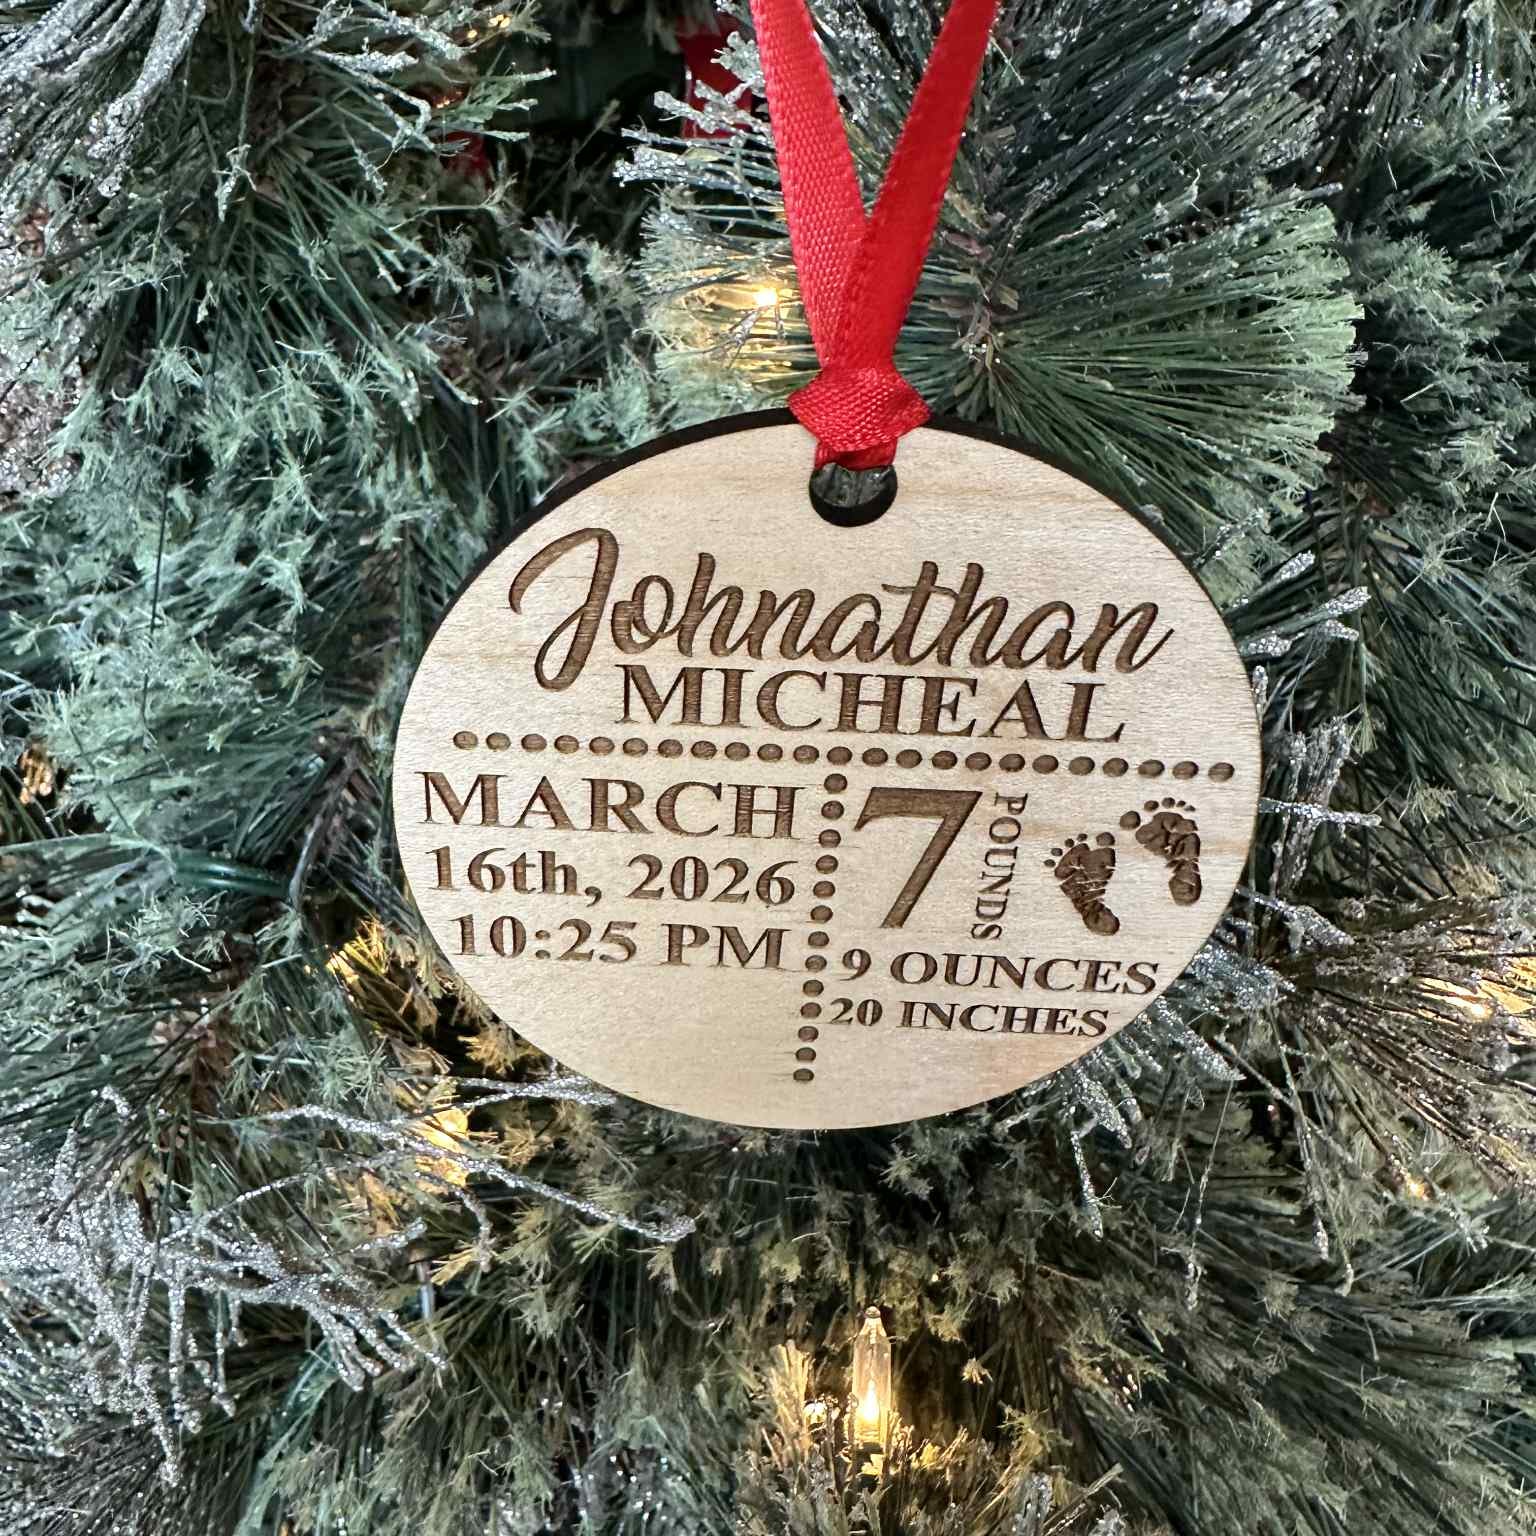 Johnathan
MICHEAL
MARCH
16th, 2026
10:25 PM
7 POUNDS
9 OUNCES
20 INCHES